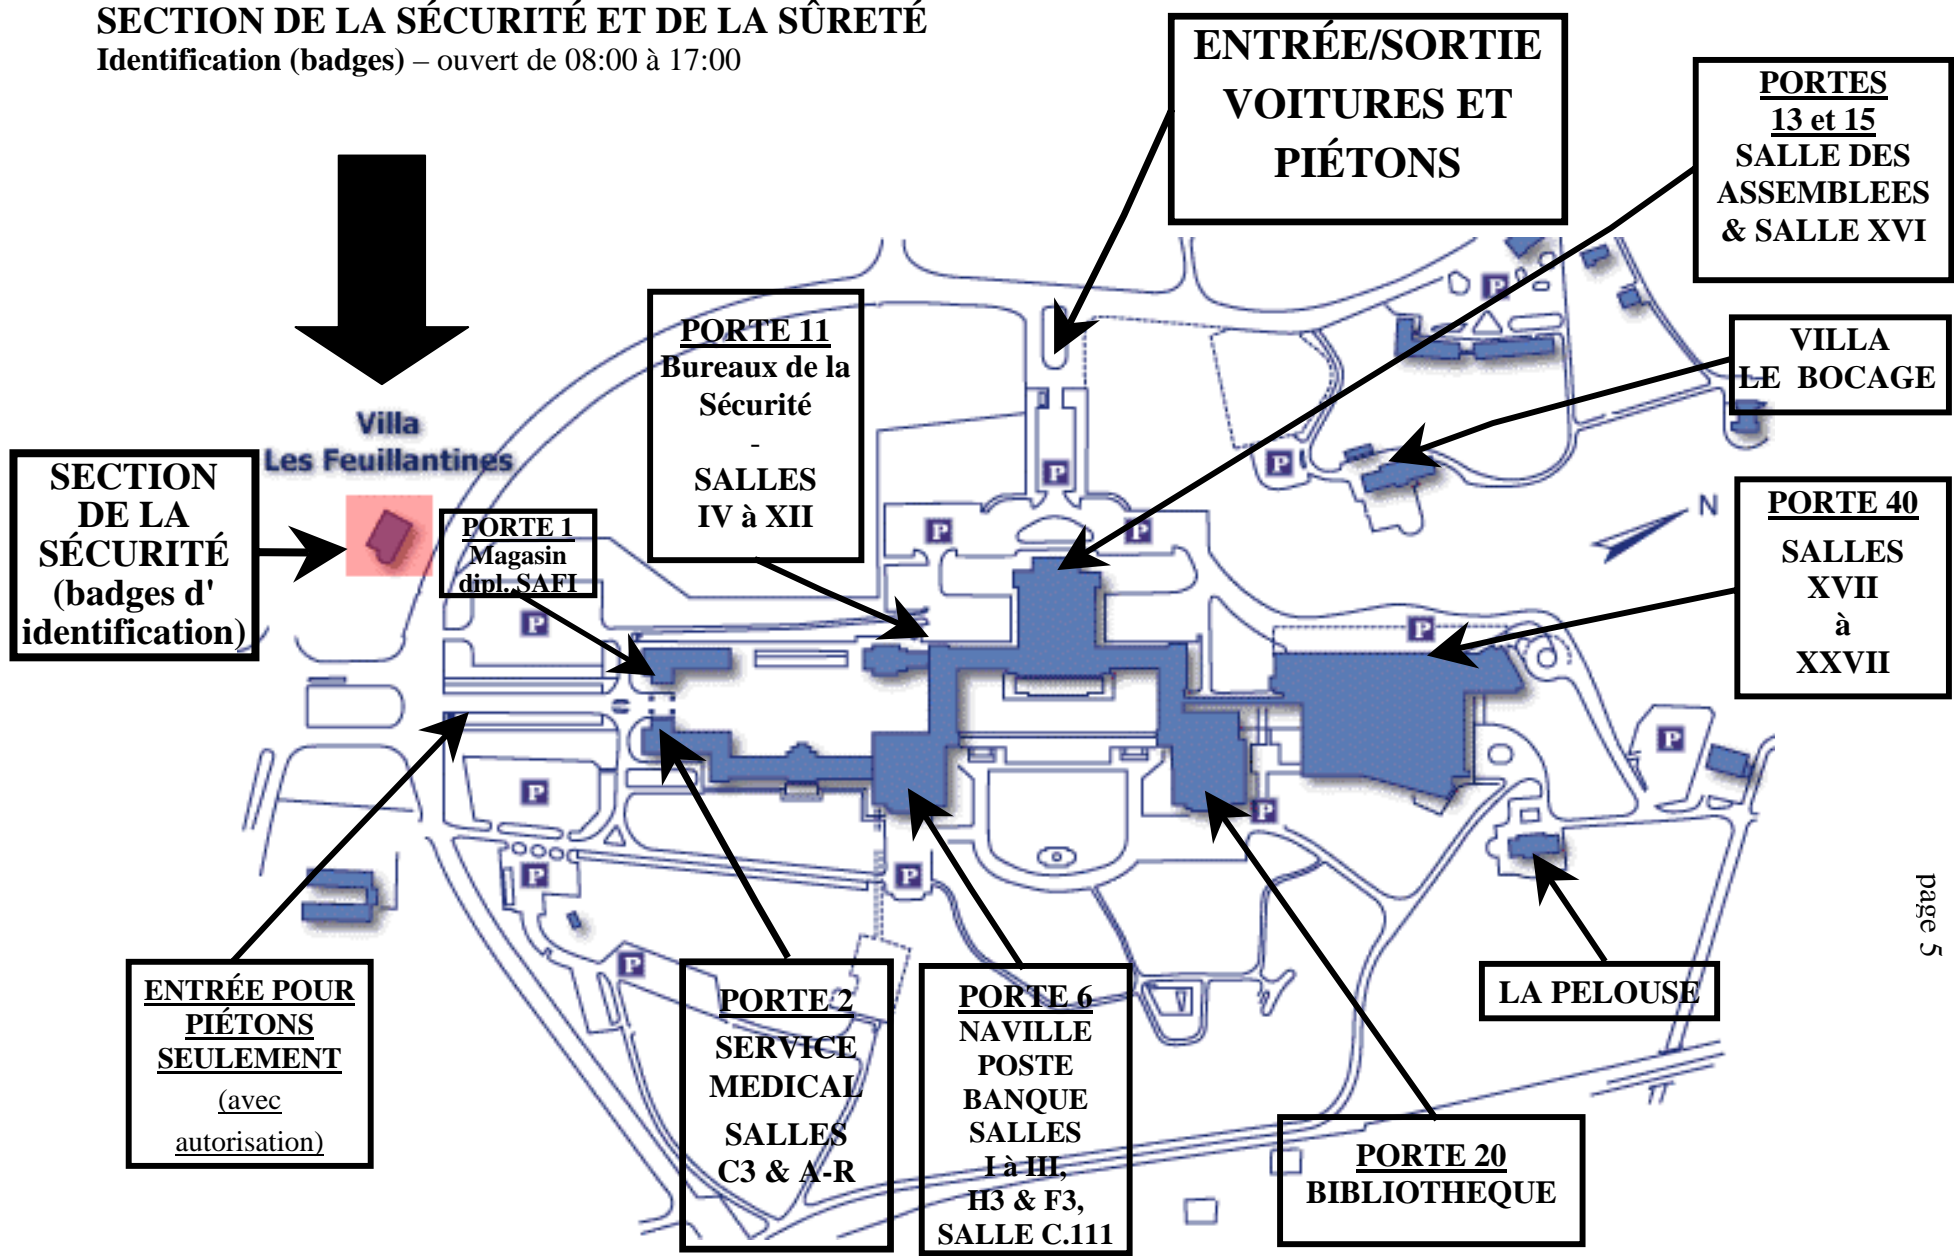 SECTION DE LA SÉCURITÉ ET DE LA SÛRETÉ
Identification (badges) – ouvert de 08:00 à 17:00
ENTRÉE/SORTIE
VOITURES ET
PIÉTONS
PORTES
13 et 15
SALLE DES
ASSEMBLEES
& SALLE XVI
PORTE 11
Bureaux de la
Sécurité
-
SALLES
IV à XII
VILLA
LE BOCAGE
Villa
Les Feuillantines
SECTION
DE LA
SÉCURITÉ
(badges d'
identification)
PORTE 1
Magasin
dipl. SAFI
N
PORTE 40
SALLES
XVII
à
XXVII
P
P
P
P
P
P
P
P
P
P
P
P
P
LA PELOUSE
ENTRÉE POUR
PIÉTONS
SEULEMENT
(avec
autorisation)
PORTE 2
SERVICE
MEDICAL
SALLES
C3 & A-R
PORTE 6
NAVILLE
POSTE
BANQUE
SALLES
I à III,
H3 & F3,
SALLE C.111
PORTE 20
BIBLIOTHEQUE
page 5